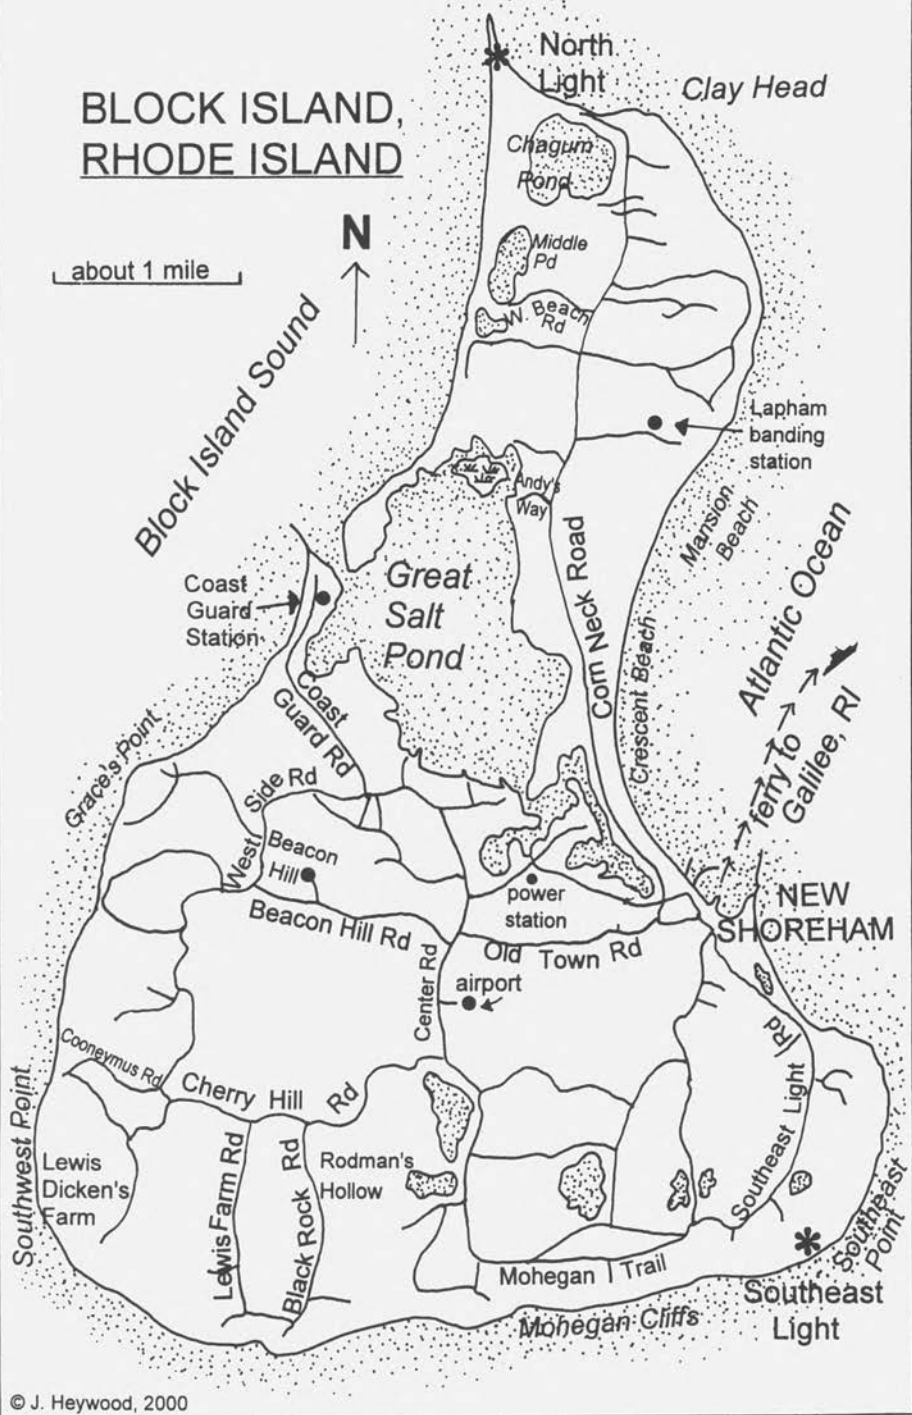 North
Light
Clay Head
BLOCK ISLAND,
RHODE ISLAND
Chagum
Pond
N
Middle
Pd
about 1 mile
W. Beach
Rd
Block Island Sound
Lapham
banding
station
Andy's
Way
Mansion
Beach
Corn Neck Road
Great
Salt
Pond
Coast
Guard
Station
Crescent Beach
Atlantic Ocean
ferry to
Galilee, RI
Coast
Guard Rd
Grace's Point
West Side Rd
Beacon
Hill
power
station
NEW
SHOREHAM
Beacon Hill Rd
Old Town Rd
Center Rd
airport
Cooneymus Rd
Cherry Hill Rd
Southeast Light Rd
Southwest Point
Lewis
Dicken's
Farm
Lewis Farm Rd
Black Rock Rd
Rodman's
Hollow
Southeast
Point
Mohegan Trail
Mohegan Cliffs
Southeast
Light
© J. Heywood, 2000